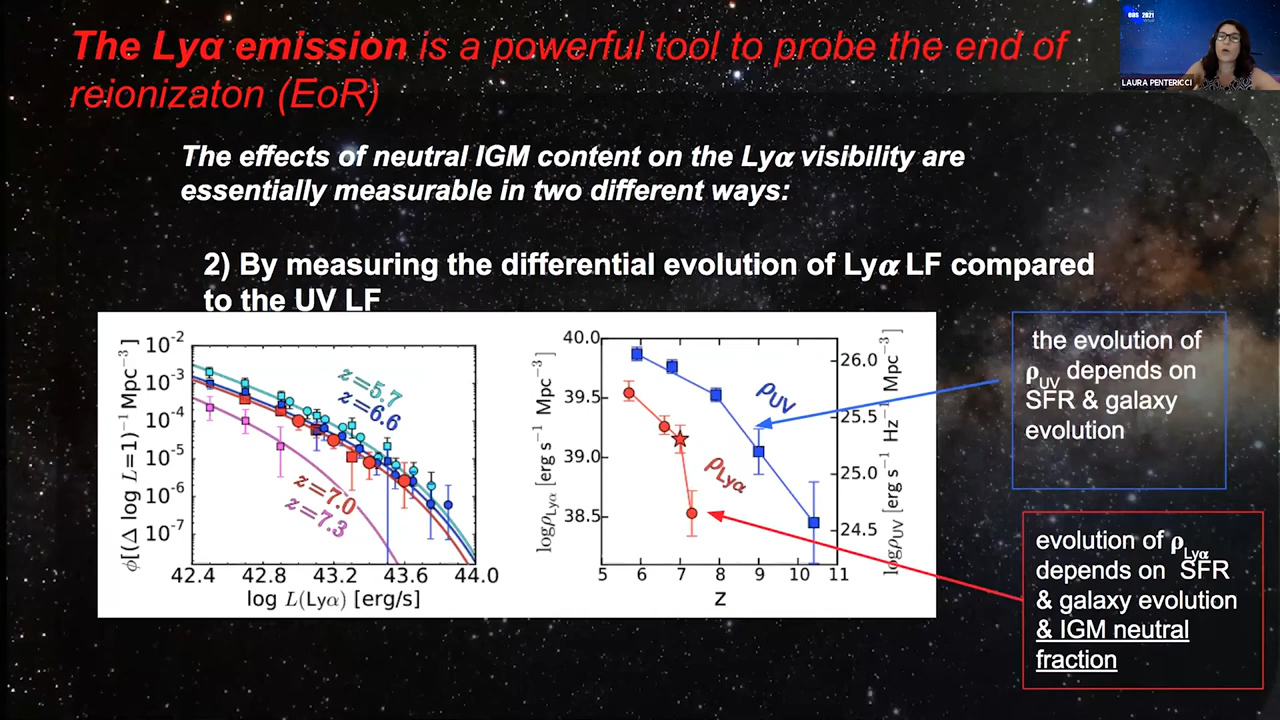 The Lyα emission is a powerful tool to probe the end of
reionizaton (EoR)
EOS 2021
LAURA PENTERICCI
The effects of neutral IGM content on the Lyα visibility are
essentially measurable in two different ways:
2) By measuring the differential evolution of Lyα LF compared
to the UV LF
10⁻²
10⁻³
10⁻⁴
10⁻⁵
10⁻⁶
10⁻⁷
ϕ[(Δ log L=1)⁻¹ Mpc⁻³]
z=5.7
z=6.6
z=7.0
z=7.3
42.4 42.8 43.2 43.6 44.0
log L(Lyα) [erg/s]
40.0
39.5
39.0
38.5
logρLyα [erg s⁻¹ Mpc⁻³]
ρUV
ρLyα
26.0
25.5
25.0
24.5
logρUV [erg s⁻¹ Hz⁻¹ Mpc⁻³]
5 6 7 8 9 10 11
z
the evolution of
ρUV depends on
SFR & galaxy
evolution
evolution of ρLyα
depends on SFR
& galaxy evolution
& IGM neutral
fraction